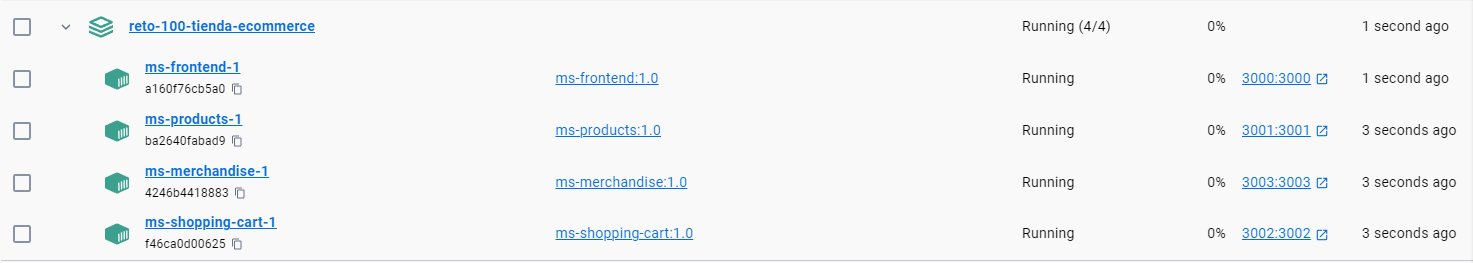 reto-100-tienda-ecommerce Running (4/4) 0% 1 second ago
ms-frontend-1
a160f76cb5a0
ms-frontend:1.0 Running 0% 3000:3000 1 second ago
ms-products-1
ba2640fabad9
ms-products:1.0 Running 0% 3001:3001 3 seconds ago
ms-merchandise-1
4246b4418883
ms-merchandise:1.0 Running 0% 3003:3003 3 seconds ago
ms-shopping-cart-1
f46ca0d00625
ms-shopping-cart:1.0 Running 0% 3002:3002 3 seconds ago